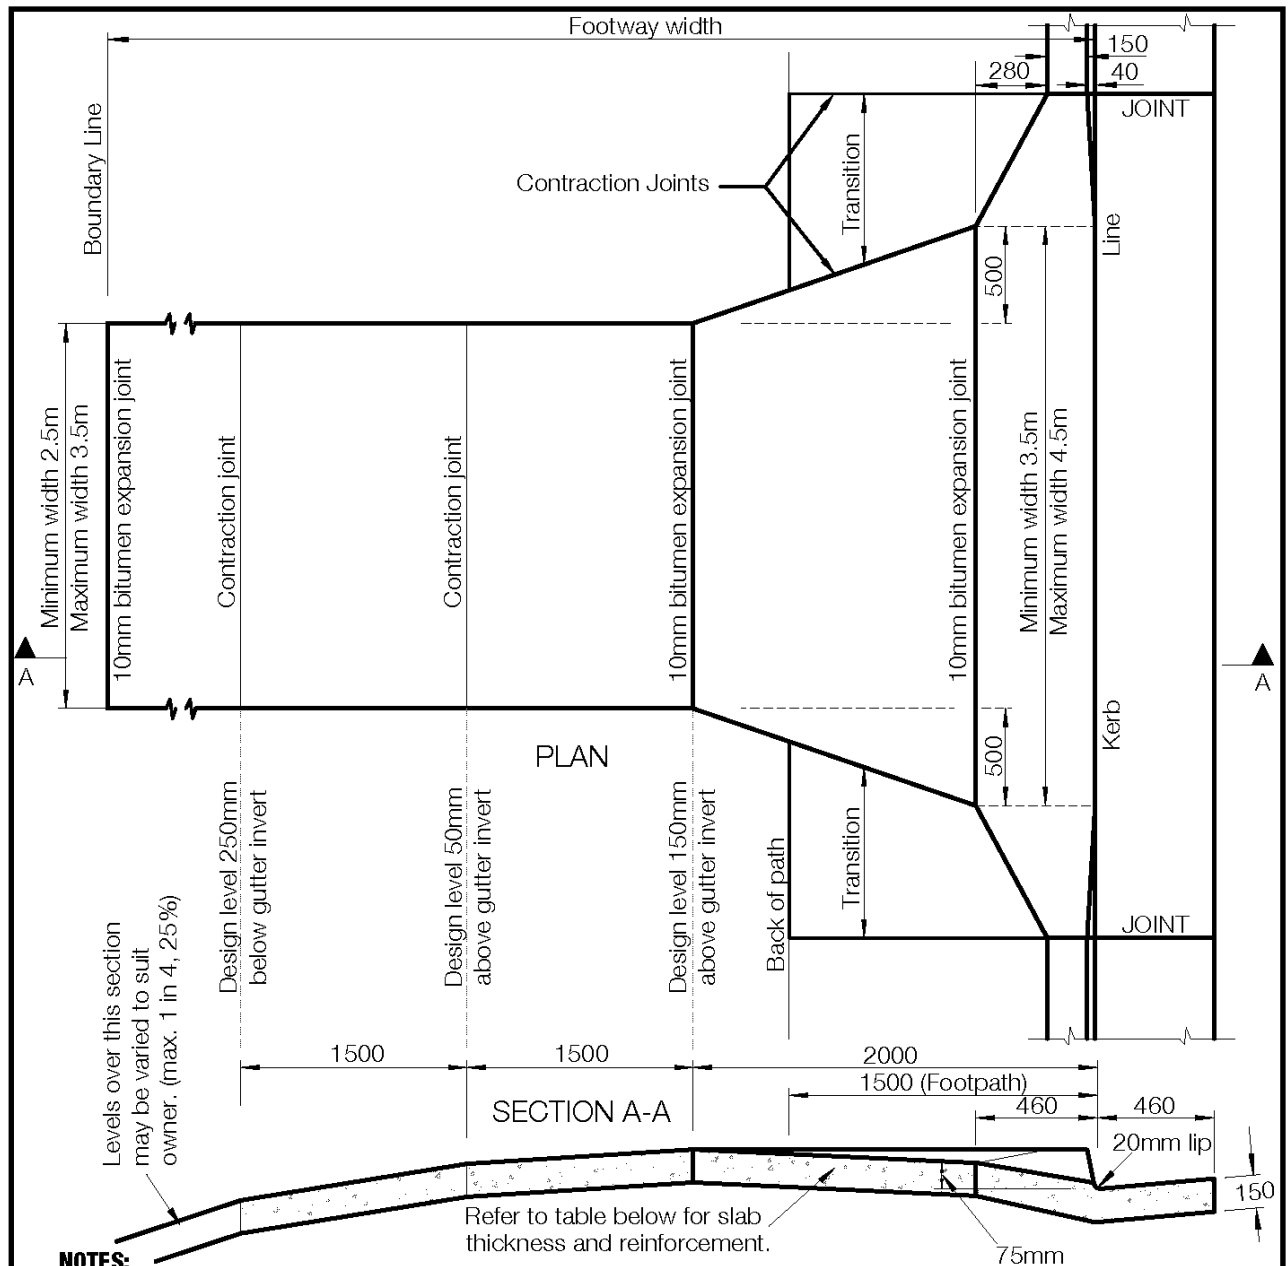 Footway width
150
280
40
JOINT
Boundary Line
Contraction Joints
Transition
Line
500
Minimum width 2.5m
Maximum width 3.5m
10mm bitumen expansion joint
Contraction joint
Contraction joint
10mm bitumen expansion joint
10mm bitumen expansion joint
Minimum width 3.5m
Maximum width 4.5m
A
A
Kerb
PLAN
500
Design level 250mm
below gutter invert
Design level 50mm
above gutter invert
Design level 150mm
above gutter invert
Back of path
Transition
JOINT
Levels over this section
may be varied to suit
owner. (max. 1 in 4, 25%)
1500
1500
2000
1500 (Footpath)
SECTION A-A
460
460
20mm lip
150
Refer to table below for slab
thickness and reinforcement.
75mm
NOTES: